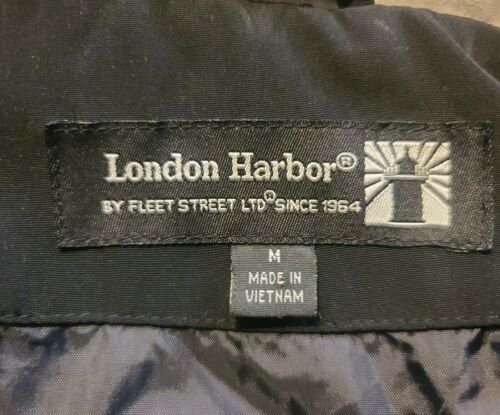 London Harbor®
BY FLEET STREET LTD® SINCE 1964
M
MADE IN
VIETNAM